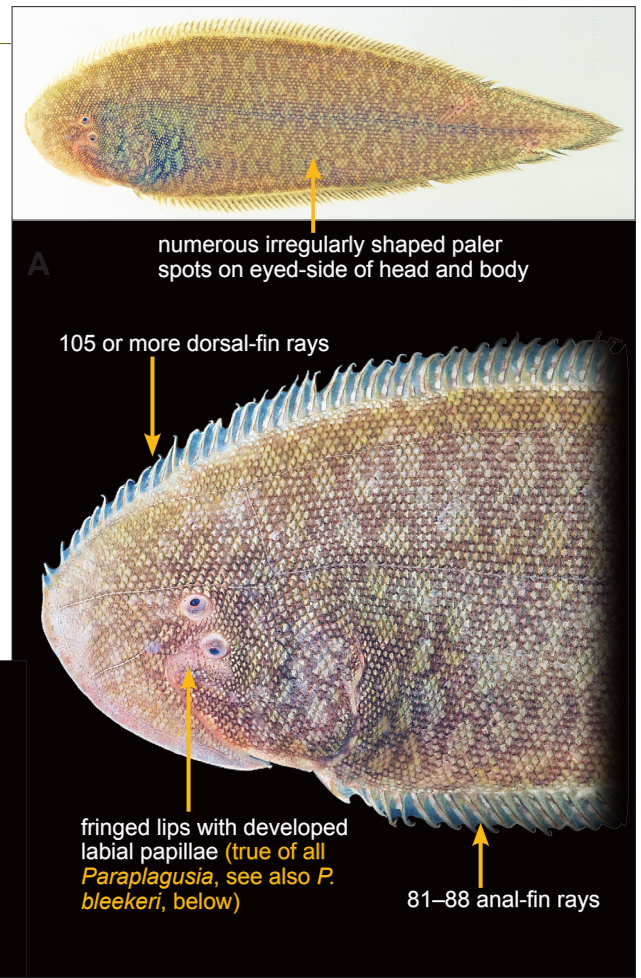 numerous irregularly shaped paler
spots on eyed-side of head and body
A
105 or more dorsal-fin rays
fringed lips with developed
labial papillae (true of all
Paraplagusia, see also P.
bleekeri, below)
81–88 anal-fin rays